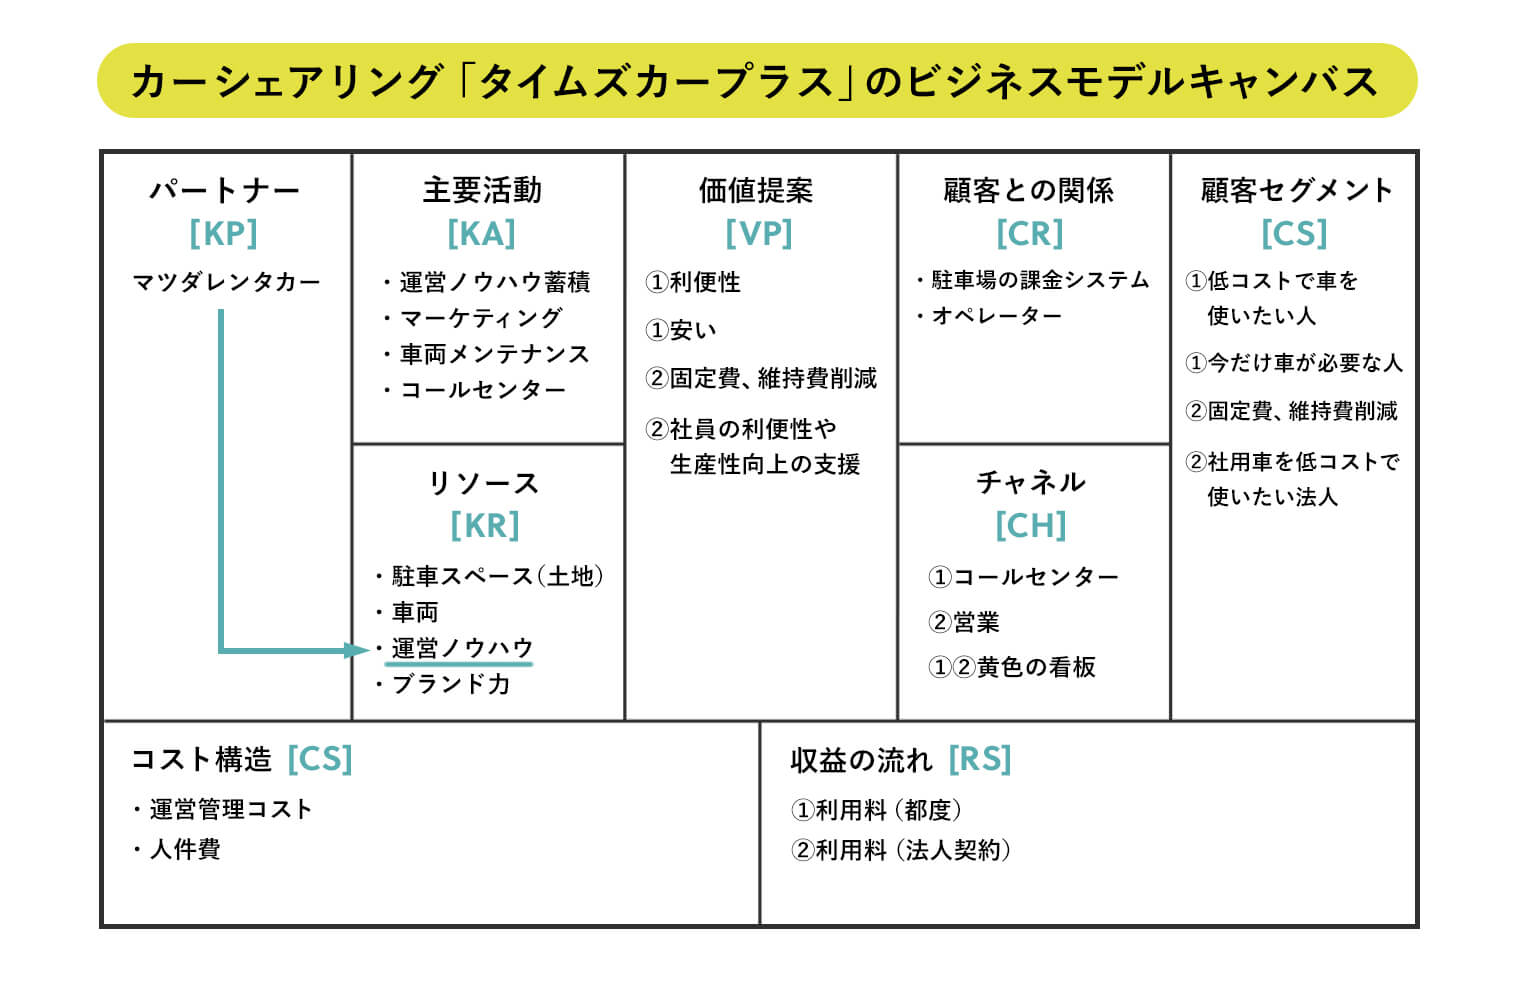 カーシェアリング「タイムズカープラス」のビジネスモデルキャンバス
パートナー
[KP]
マツダレンタカー
主要活動
[KA]
・運営ノウハウ蓄積
・マーケティング
・車両メンテナンス
・コールセンター
リソース
[KR]
・駐車スペース（土地）
・車両
・運営ノウハウ
・ブランド力
価値提案
[VP]
①利便性
①安い
②固定費、維持費削減
②社員の利便性や
生産性向上の支援
顧客との関係
[CR]
・駐車場の課金システム
・オペレーター
チャネル
[CH]
①コールセンター
②営業
①②黄色の看板
顧客セグメント
[CS]
①低コストで車を
使いたい人
①今だけ車が必要な人
②固定費、維持費削減
②社用車を低コストで
使いたい法人
コスト構造 [CS]
・運営管理コスト
・人件費
収益の流れ [RS]
①利用料（都度）
②利用料（法人契約）